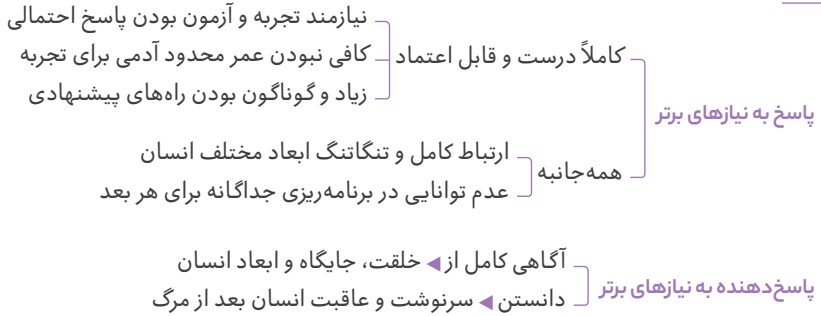 پاسخ به نیازهای برتر
کاملاً درست و قابل اعتماد
نیازمند تجربه و آزمون بودن پاسخ احتمالی
کافی نبودن عمر محدود آدمی برای تجربه
زیاد و گوناگون بودن راه‌های پیشنهادی
همه‌جانبه
ارتباط کامل و تنگاتنگ ابعاد مختلف انسان
عدم توانایی در برنامه‌ریزی جداگانه برای هر بعد
پاسخ‌دهنده به نیازهای برتر
آگاهی کامل از ◀ خلقت، جایگاه و ابعاد انسان
دانستن ◀ سرنوشت و عاقبت انسان بعد از مرگ